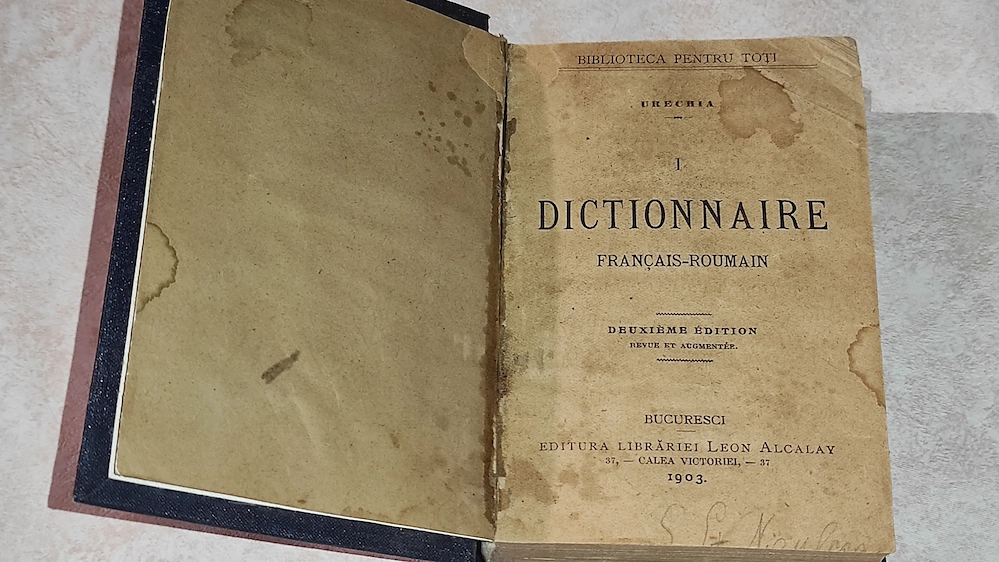 BIBLIOTECA PENTRU TOȚI
URECHIA
I
DICTIONNAIRE
FRANÇAIS-ROUMAIN
DEUXIÈME ÉDITION
REVUE ET AUGMENTÉE.
BUCURESCI
EDITURA LIBRĂRIEI LEON ALCALAY
37, — CALEA VICTORIEI, — 37
1903.